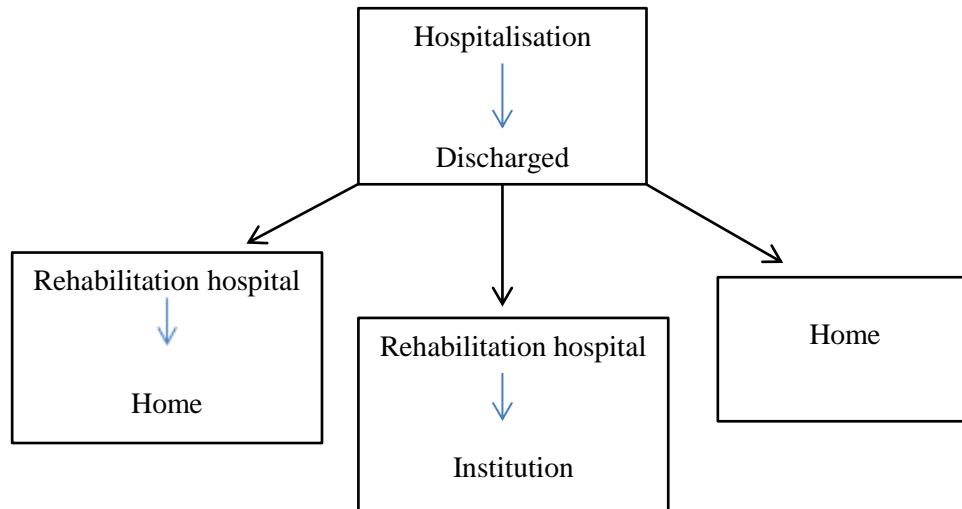 Hospitalisation
Discharged
Rehabilitation hospital
Home
Rehabilitation hospital
Institution
Home